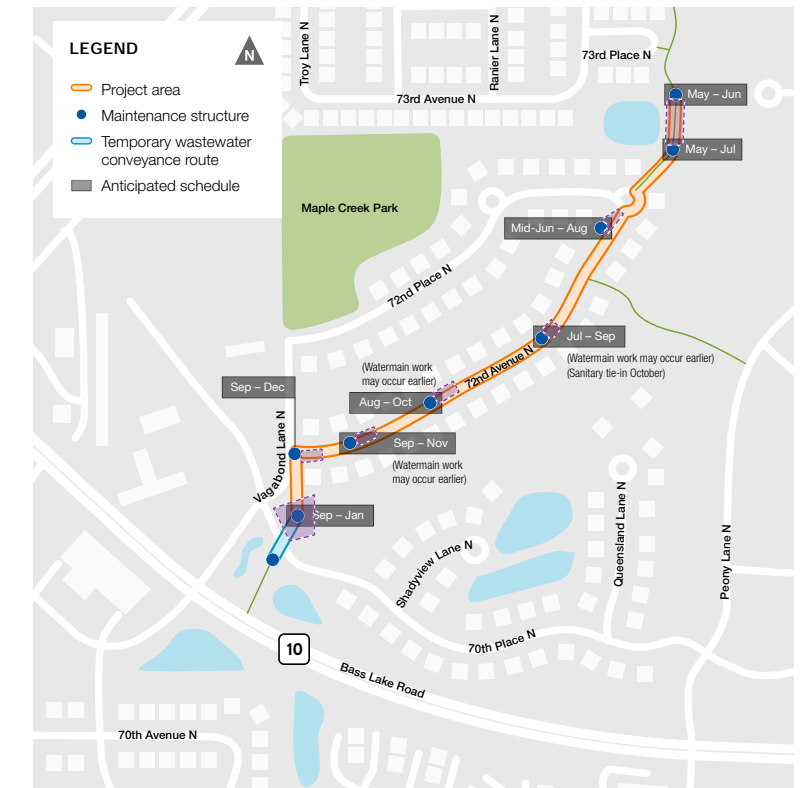 LEGEND
N
Project area
Maintenance structure
Temporary wastewater
conveyance route
Anticipated schedule
Troy Lane N
Ranier Lane N
73rd Place N
73rd Avenue N
May – Jun
May – Jul
Maple Creek Park
Mid-Jun – Aug
72nd Place N
Jul – Sep
(Watermain work may occur earlier)
(Sanitary tie-in October)
72nd Avenue N
(Watermain work
may occur earlier)
Sep – Dec
Aug – Oct
Sep – Nov
(Watermain work
may occur earlier)
Vagabond Lane N
Sep – Jan
Shadyview Lane N
Queensland Lane N
Peony Lane N
70th Place N
10
Bass Lake Road
70th Avenue N